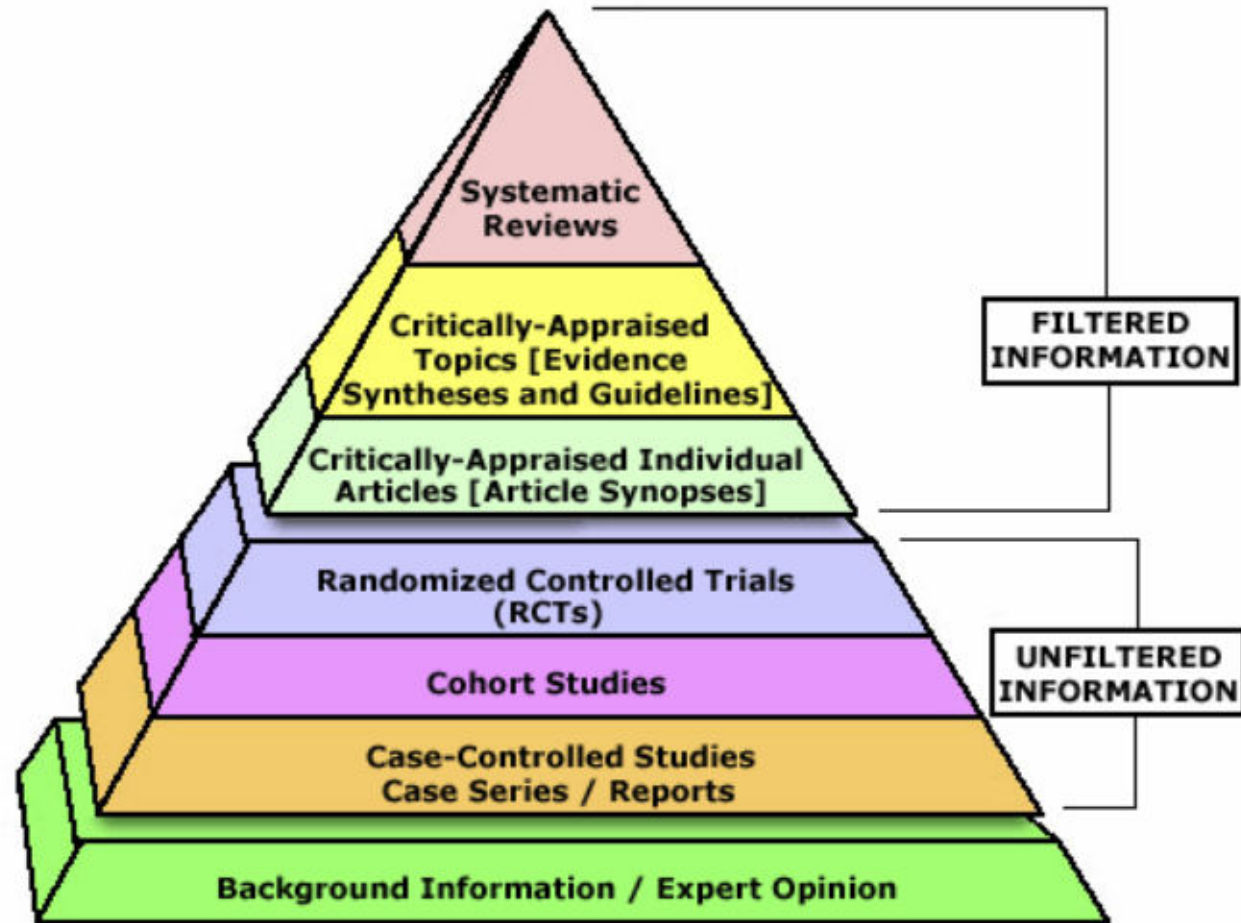 Systematic
Reviews
Critically-Appraised
Topics [Evidence
Syntheses and Guidelines]
FILTERED
INFORMATION
Critically-Appraised Individual
Articles [Article Synopses]
Randomized Controlled Trials
(RCTs)
Cohort Studies
UNFILTERED
INFORMATION
Case-Controlled Studies
Case Series / Reports
Background Information / Expert Opinion